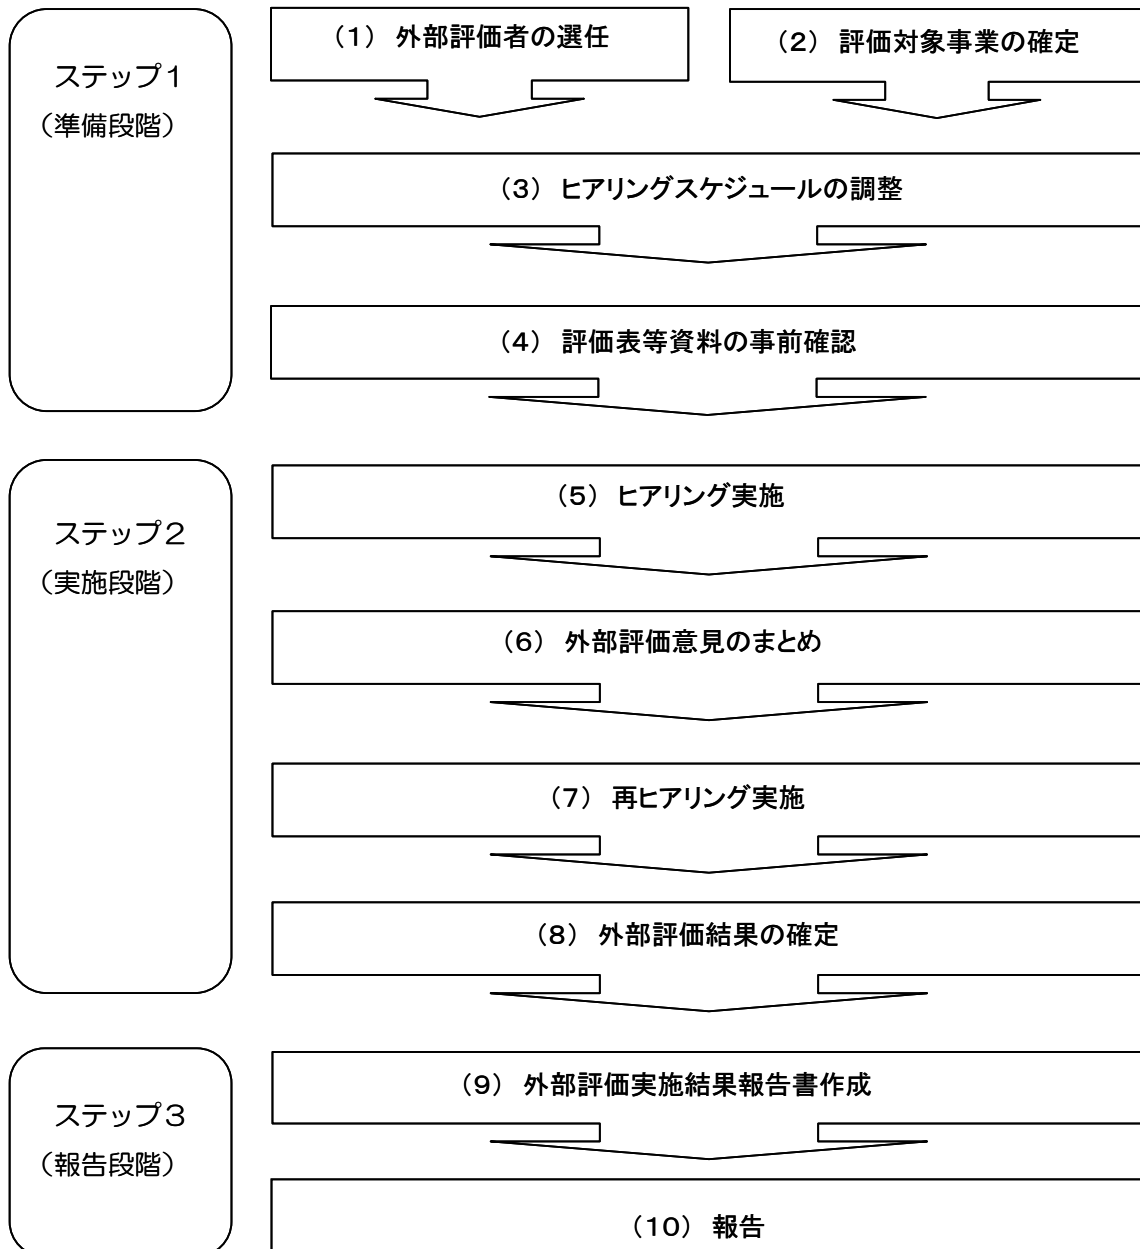 ステップ1
（準備段階）
（1） 外部評価者の選任
（2） 評価対象事業の確定
（3） ヒアリングスケジュールの調整
（4） 評価表等資料の事前確認
ステップ2
（実施段階）
（5） ヒアリング実施
（6） 外部評価意見のまとめ
（7） 再ヒアリング実施
（8） 外部評価結果の確定
ステップ3
（報告段階）
（9） 外部評価実施結果報告書作成
（10） 報告